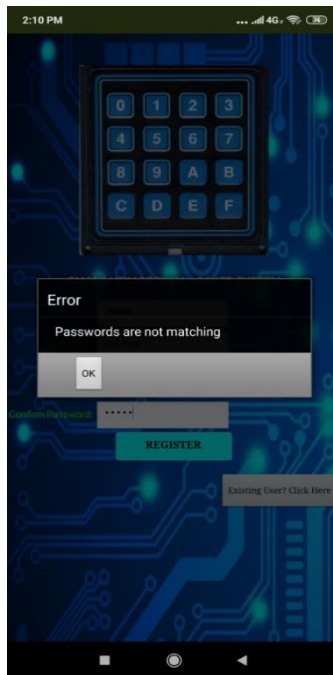 2:10 PM
4G
74
0 1 2 3
4 5 6 7
8 9 A B
C D E F
Error
Passwords are not matching
OK
Confirm Password:
REGISTER
Existing User? Click Here